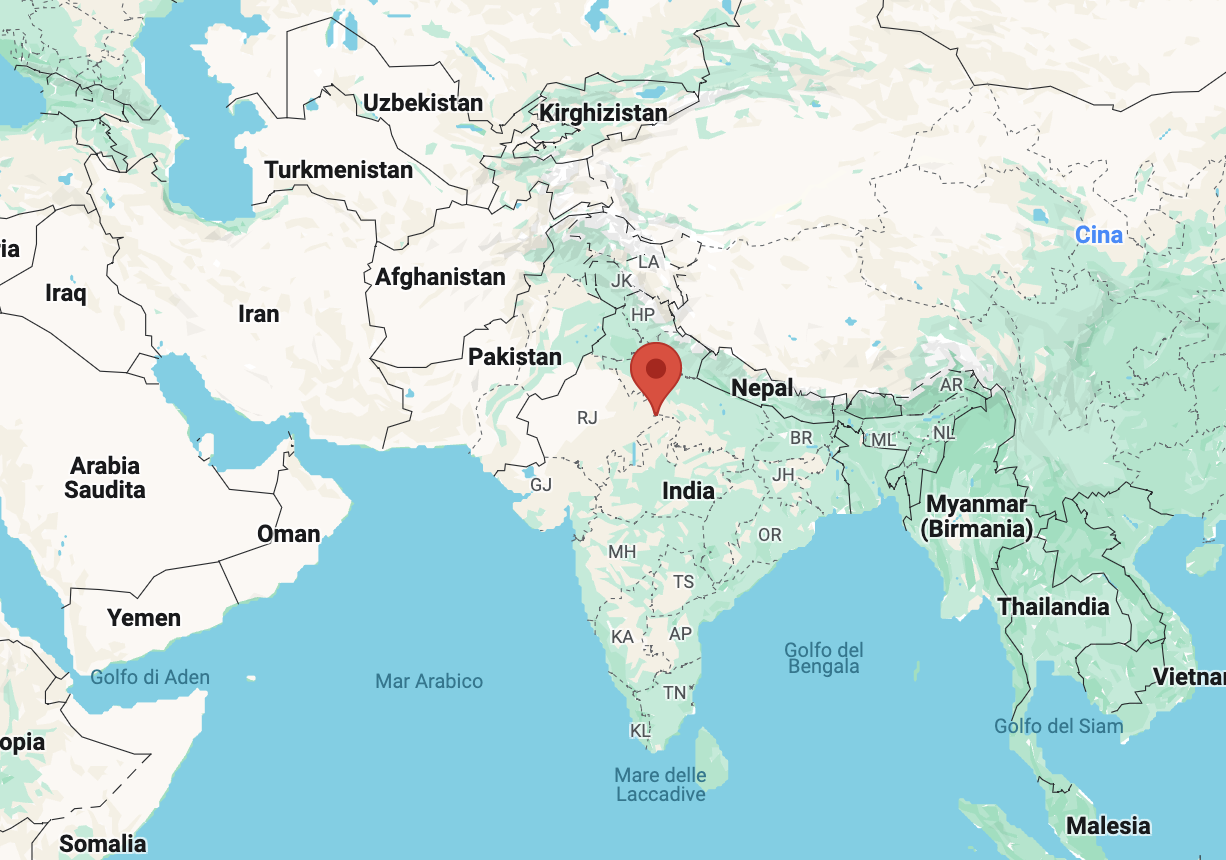 Uzbekistan
Kirghizistan
Turkmenistan
Cina
ia
LA
Afghanistan
JK
Iraq
Iran
HP
Pakistan
Nepal
AR
RJ
BR
ML
NL
Arabia
Saudita
JH
GJ
India
Myanmar
(Birmania)
Oman
OR
MH
TS
Thailandia
Yemen
KA
AP
Golfo del
Bengala
Golfo di Aden
Mar Arabico
Vietnar
TN
Golfo del Siam
KL
opia
Mare delle
Laccadive
Malesia
Somalia